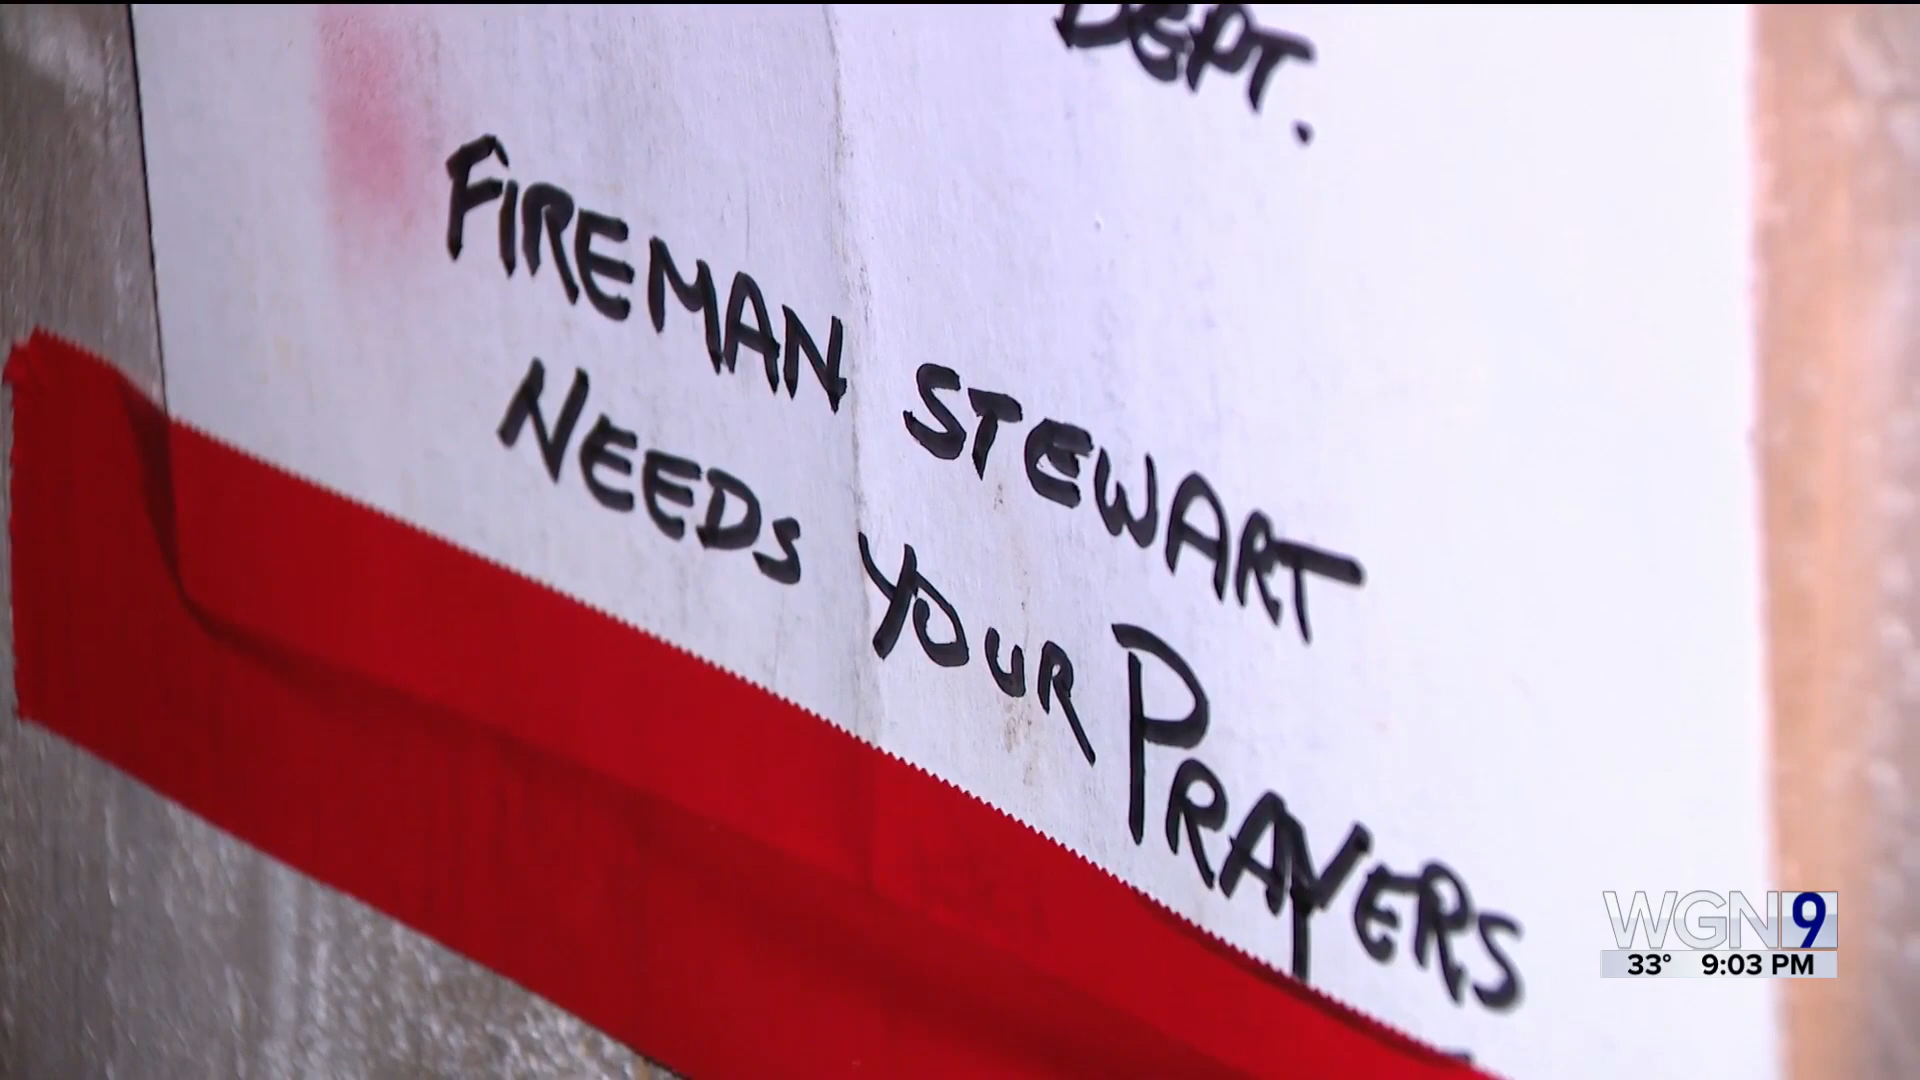 DEPT.
FIREMAN STEWART
NEEDS YOUR PRAYERS
WGN9
33° 9:03 PM